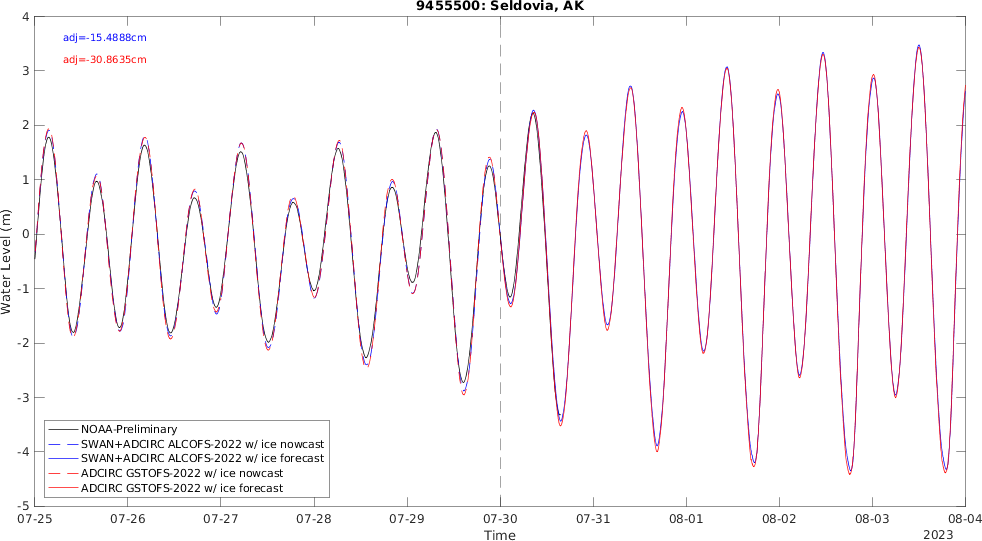 9455500: Seldovia, AK
adj=-15.4888cm
adj=-30.8635cm
4
3
2
1
0
-1
-2
-3
-4
-5
Water Level (m)
NOAA-Preliminary
SWAN+ADCIRC ALCOFS-2022 w/ ice nowcast
SWAN+ADCIRC ALCOFS-2022 w/ ice forecast
ADCIRC GSTOFS-2022 w/ ice nowcast
ADCIRC GSTOFS-2022 w/ ice forecast
07-25 07-26 07-27 07-28 07-29 07-30 07-31 08-01 08-02 08-03 08-04
Time
2023